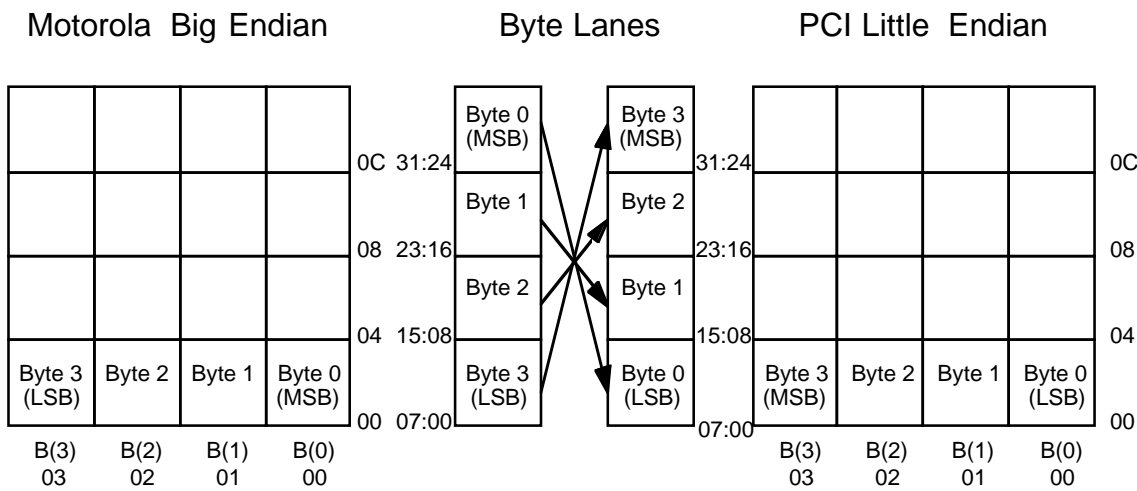 Motorola Big Endian Byte Lanes PCI Little Endian
Byte 0 Byte 3
(MSB) (MSB)
0C 31:24 31:24 0C
Byte 1 Byte 2
08 23:16 23:16 08
Byte 2 Byte 1
04 15:08 15:08 04
Byte 3 Byte 2 Byte 1 Byte 0 Byte 3 Byte 0 Byte 3 Byte 2 Byte 1 Byte 0
(LSB) (MSB) (LSB) (LSB) (MSB) (LSB)
00 07:00 07:00 00
B(3) B(2) B(1) B(0) B(3) B(2) B(1) B(0)
03 02 01 00 03 02 01 00